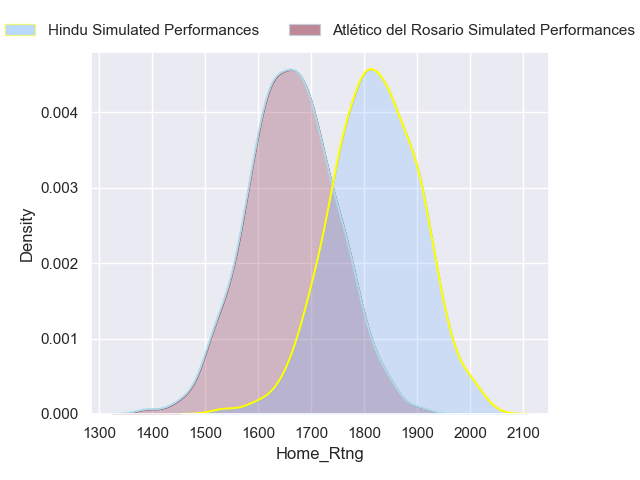 Hindu Simulated Performances Atlético del Rosario Simulated Performances
0.004
0.003
0.002
0.001
0.000
Density
1300 1400 1500 1600 1700 1800 1900 2000 2100
Home_Rtng